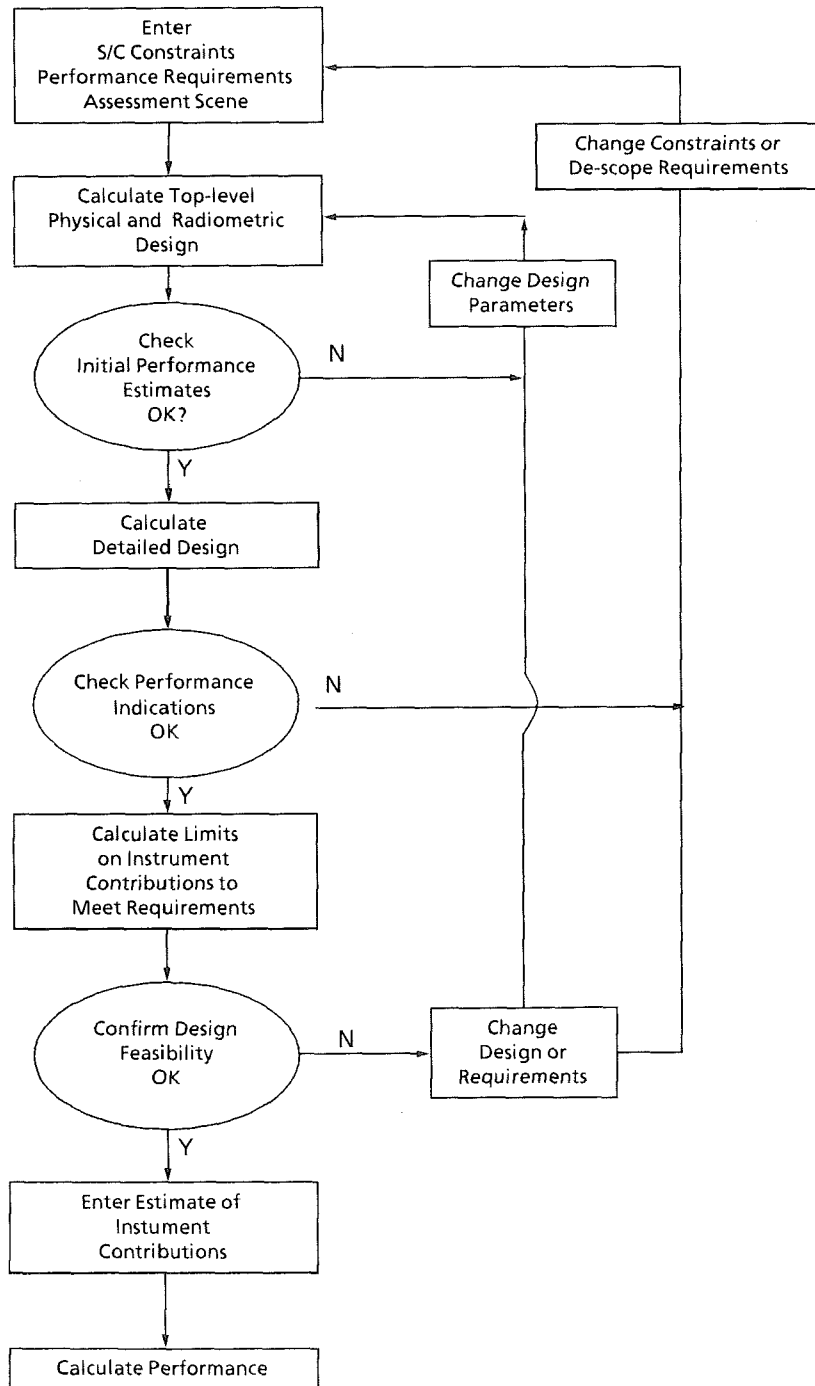 Enter
S/C Constraints
Performance Requirements
Assessment Scene
Change Constraints or
De-scope Requirements
Calculate Top-level
Physical and Radiometric
Design
Change Design
Parameters
Check
Initial Performance
Estimates
OK?
N
Y
Calculate
Detailed Design
Check Performance
Indications
OK
N
Y
Calculate Limits
on Instrument
Contributions to
Meet Requirements
Confirm Design
Feasibility
OK
N
Change
Design or
Requirements
Y
Enter Estimate of
Instument
Contributions
Calculate Performance